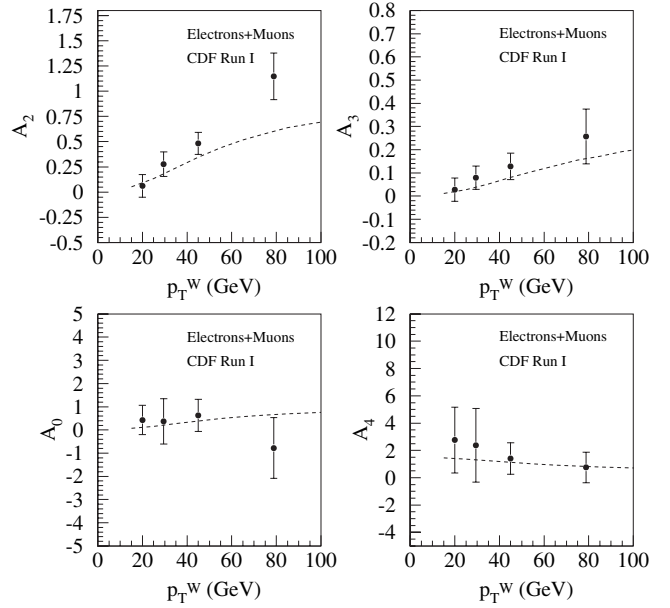 A2
1.75
1.5
1.25
1
0.75
0.5
0.25
0
-0.25
-0.5
Electrons+Muons
CDF Run I
0 20 40 60 80 100
pTW (GeV)
A3
0.8
0.7
0.6
0.5
0.4
0.3
0.2
0.1
0
-0.1
-0.2
Electrons+Muons
CDF Run I
0 20 40 60 80 100
pTW (GeV)
A0
5
4
3
2
1
0
-1
-2
-3
-4
-5
Electrons+Muons
CDF Run I
0 20 40 60 80 100
pTW (GeV)
A4
12
10
8
6
4
2
0
-2
-4
Electrons+Muons
CDF Run I
0 20 40 60 80 100
pTW (GeV)